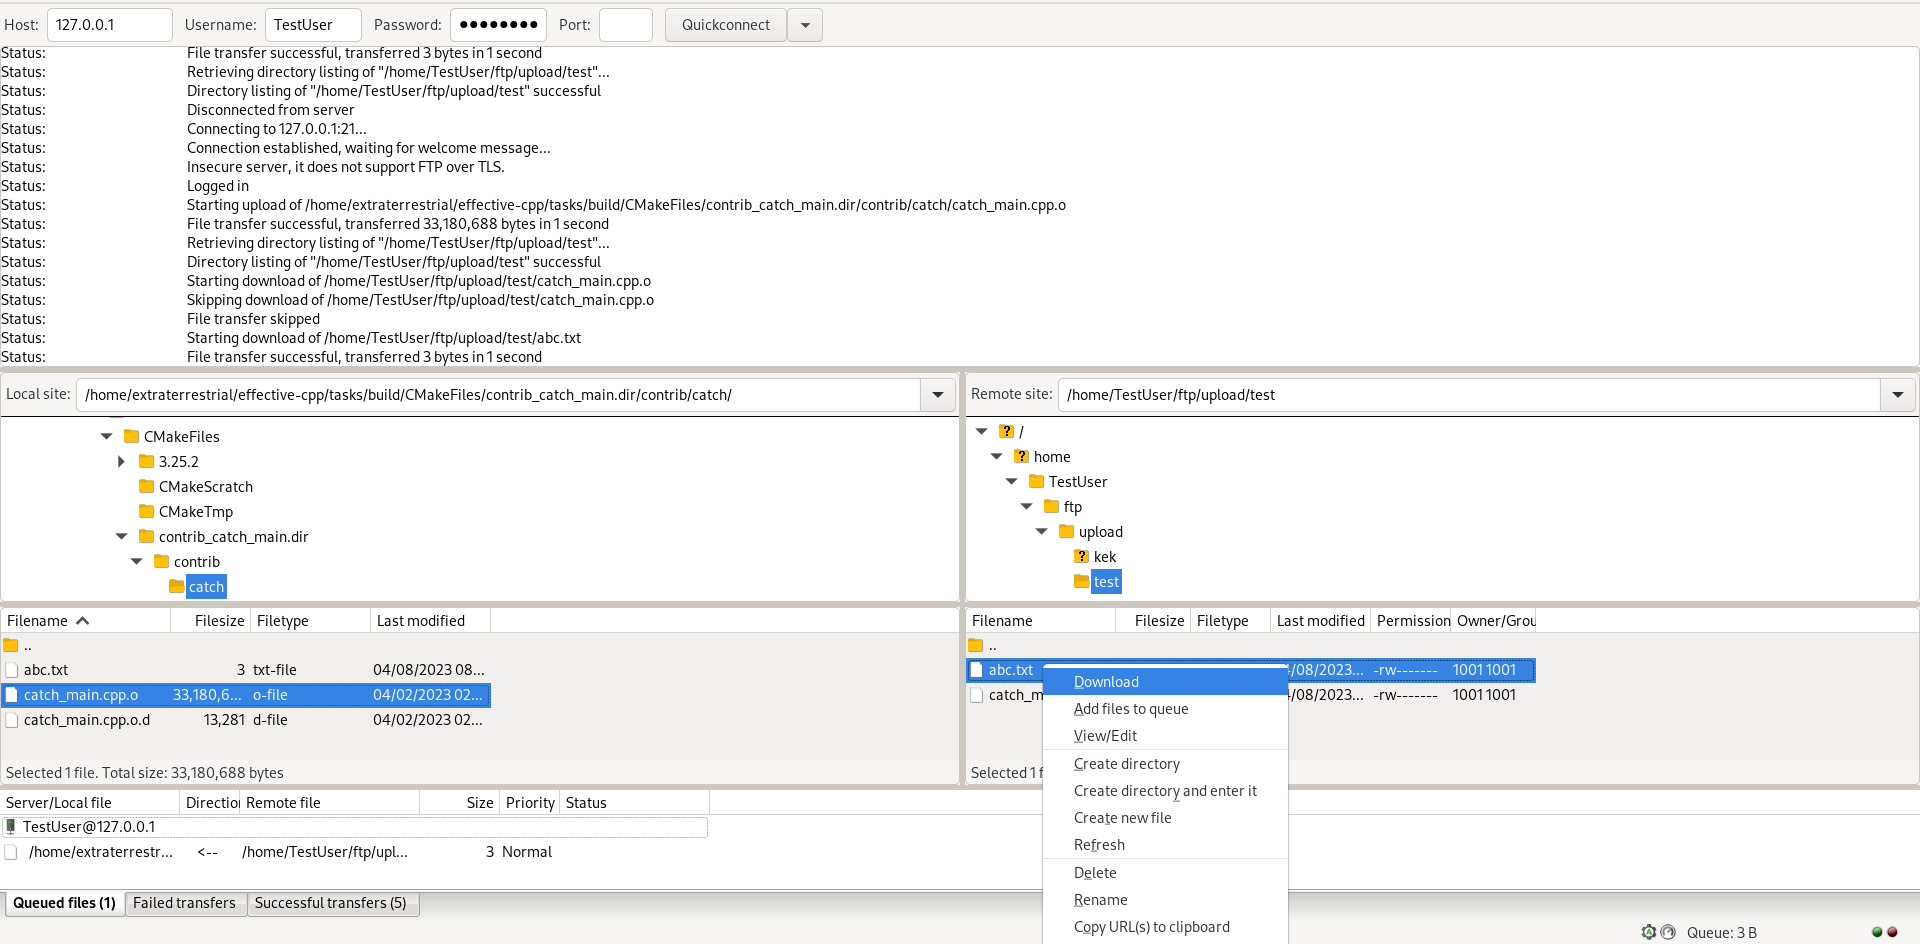 Host: 127.0.0.1 Username: TestUser Password: ●●●●●●●● Port: Quickconnect
Status: File transfer successful, transferred 3 bytes in 1 second
Status: Retrieving directory listing of "/home/TestUser/ftp/upload/test"...
Status: Directory listing of "/home/TestUser/ftp/upload/test" successful
Status: Disconnected from server
Status: Connecting to 127.0.0.1:21...
Status: Connection established, waiting for welcome message...
Status: Insecure server, it does not support FTP over TLS.
Status: Logged in
Status: Starting upload of /home/extraterrestrial/effective-cpp/tasks/build/CMakeFiles/contrib_catch_main.dir/contrib/catch/catch_main.cpp.o
Status: File transfer successful, transferred 33,180,688 bytes in 1 second
Status: Retrieving directory listing of "/home/TestUser/ftp/upload/test"...
Status: Directory listing of "/home/TestUser/ftp/upload/test" successful
Status: Starting download of /home/TestUser/ftp/upload/test/catch_main.cpp.o
Status: Skipping download of /home/TestUser/ftp/upload/test/catch_main.cpp.o
Status: File transfer skipped
Status: Starting download of /home/TestUser/ftp/upload/test/abc.txt
Status: File transfer successful, transferred 3 bytes in 1 second
Local site: /home/extraterrestrial/effective-cpp/tasks/build/CMakeFiles/contrib_catch_main.dir/contrib/catch/
CMakeFiles
3.25.2
CMakeScratch
CMakeTmp
contrib_catch_main.dir
contrib
catch
Filename Filesize Filetype Last modified
..
abc.txt 3 txt-file 04/08/2023 08...
catch_main.cpp.o 33,180,6... o-file 04/02/2023 02...
catch_main.cpp.o.d 13,281 d-file 04/02/2023 02...
Selected 1 file. Total size: 33,180,688 bytes
Remote site: /home/TestUser/ftp/upload/test
/
home
TestUser
ftp
upload
kek
test
Filename Filesize Filetype Last modified Permission Owner/Grou
..
abc.txt /08/2023... -rw------- 1001 1001
catch_m /08/2023... -rw------- 1001 1001
Selected 1 f
Download
Add files to queue
View/Edit
Create directory
Create directory and enter it
Create new file
Refresh
Delete
Rename
Copy URL(s) to clipboard
Server/Local file Direction Remote file Size Priority Status
TestUser@127.0.0.1
/home/extraterrestr... <-- /home/TestUser/ftp/upl... 3 Normal
Queued files (1) Failed transfers Successful transfers (5)
Queue: 3 B